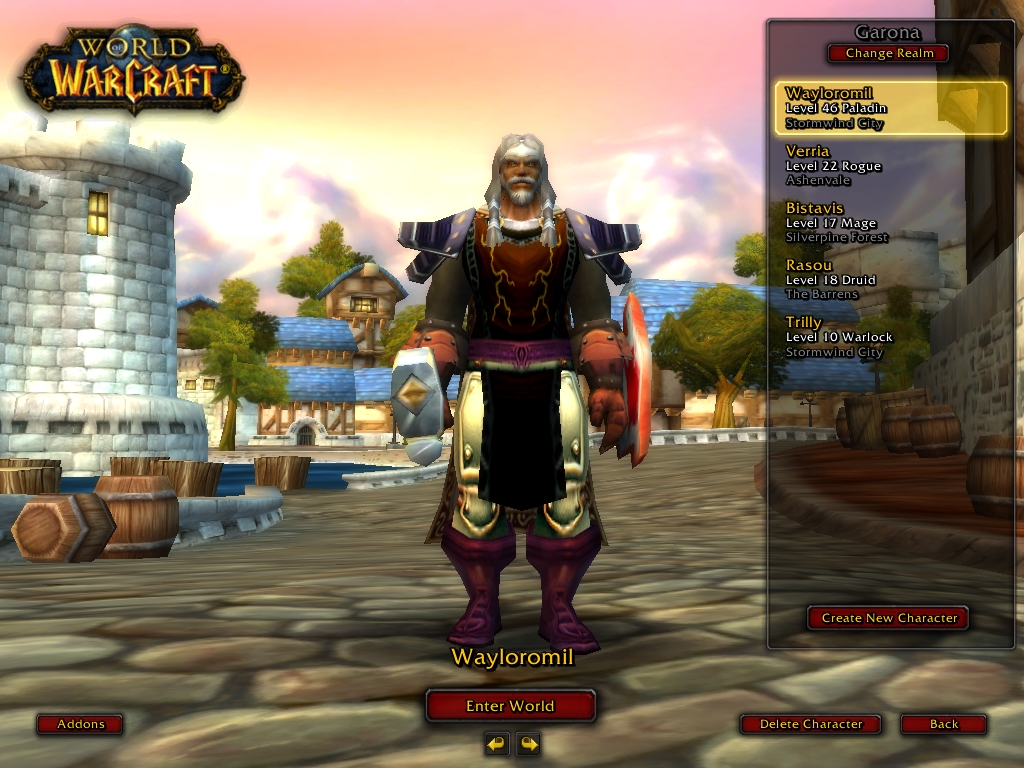 WORLD OF WARCRAFT®
Garona
Change Realm
Wayloromil
Level 46 Paladin
Stormwind City
Verria
Level 22 Rogue
Ashenvale
Bistavis
Level 17 Mage
Silverpine Forest
Rasou
Level 18 Druid
The Barrens
Trilly
Level 10 Warlock
Stormwind City
Create New Character
Wayloromil
Enter World
Addons
Delete Character
Back